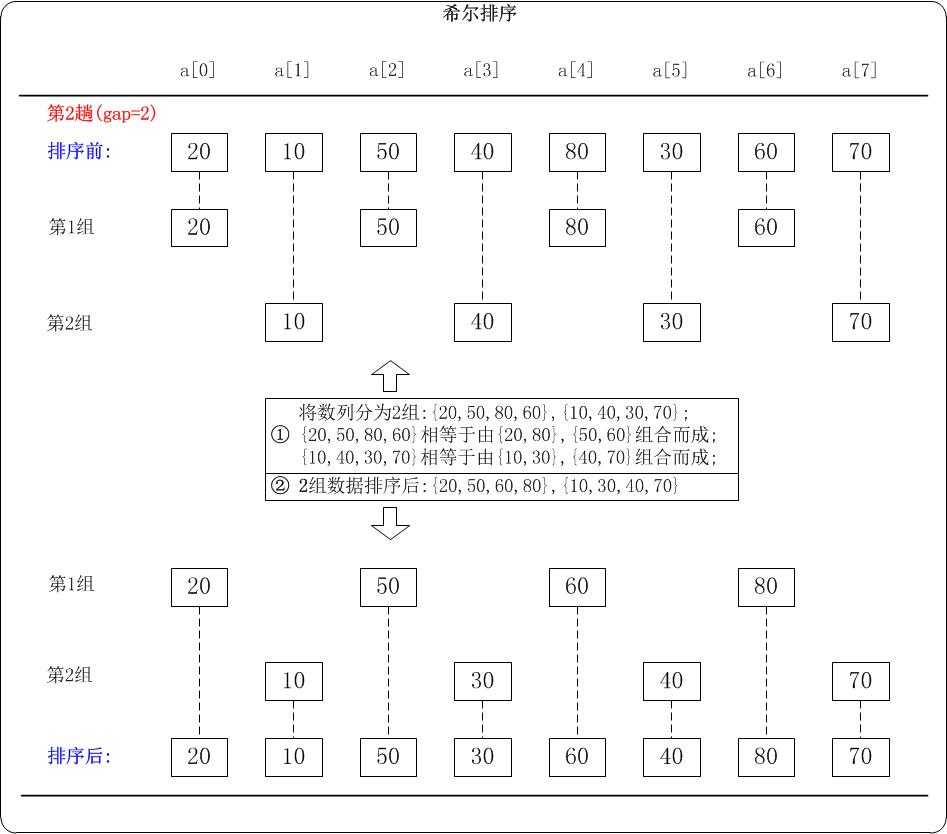 希尔排序
a[0] a[1] a[2] a[3] a[4] a[5] a[6] a[7]
第2趟(gap=2)
排序前: 20 10 50 40 80 30 60 70
第1组 20 50 80 60
第2组 10 40 30 70
将数列分为2组:{20,50,80,60},{10,40,30,70};
① {20,50,80,60}相等于由{20,80},{50,60}组合而成;
{10,40,30,70}相等于由{10,30},{40,70}组合而成;
② 2组数据排序后:{20,50,60,80},{10,30,40,70}
第1组 20 50 60 80
第2组 10 30 40 70
排序后: 20 10 50 30 60 40 80 70